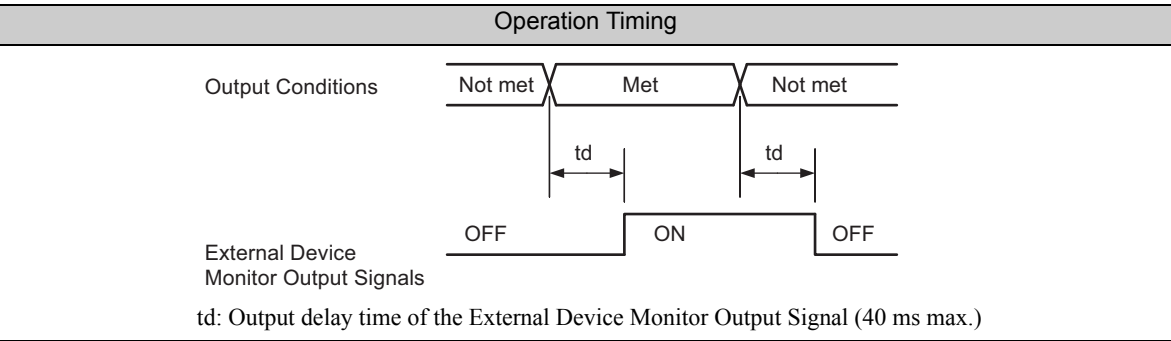 Operation Timing
Output Conditions
Not met
Met
Not met
td
td
OFF
ON
OFF
External Device
Monitor Output Signals
td: Output delay time of the External Device Monitor Output Signal (40 ms max.)